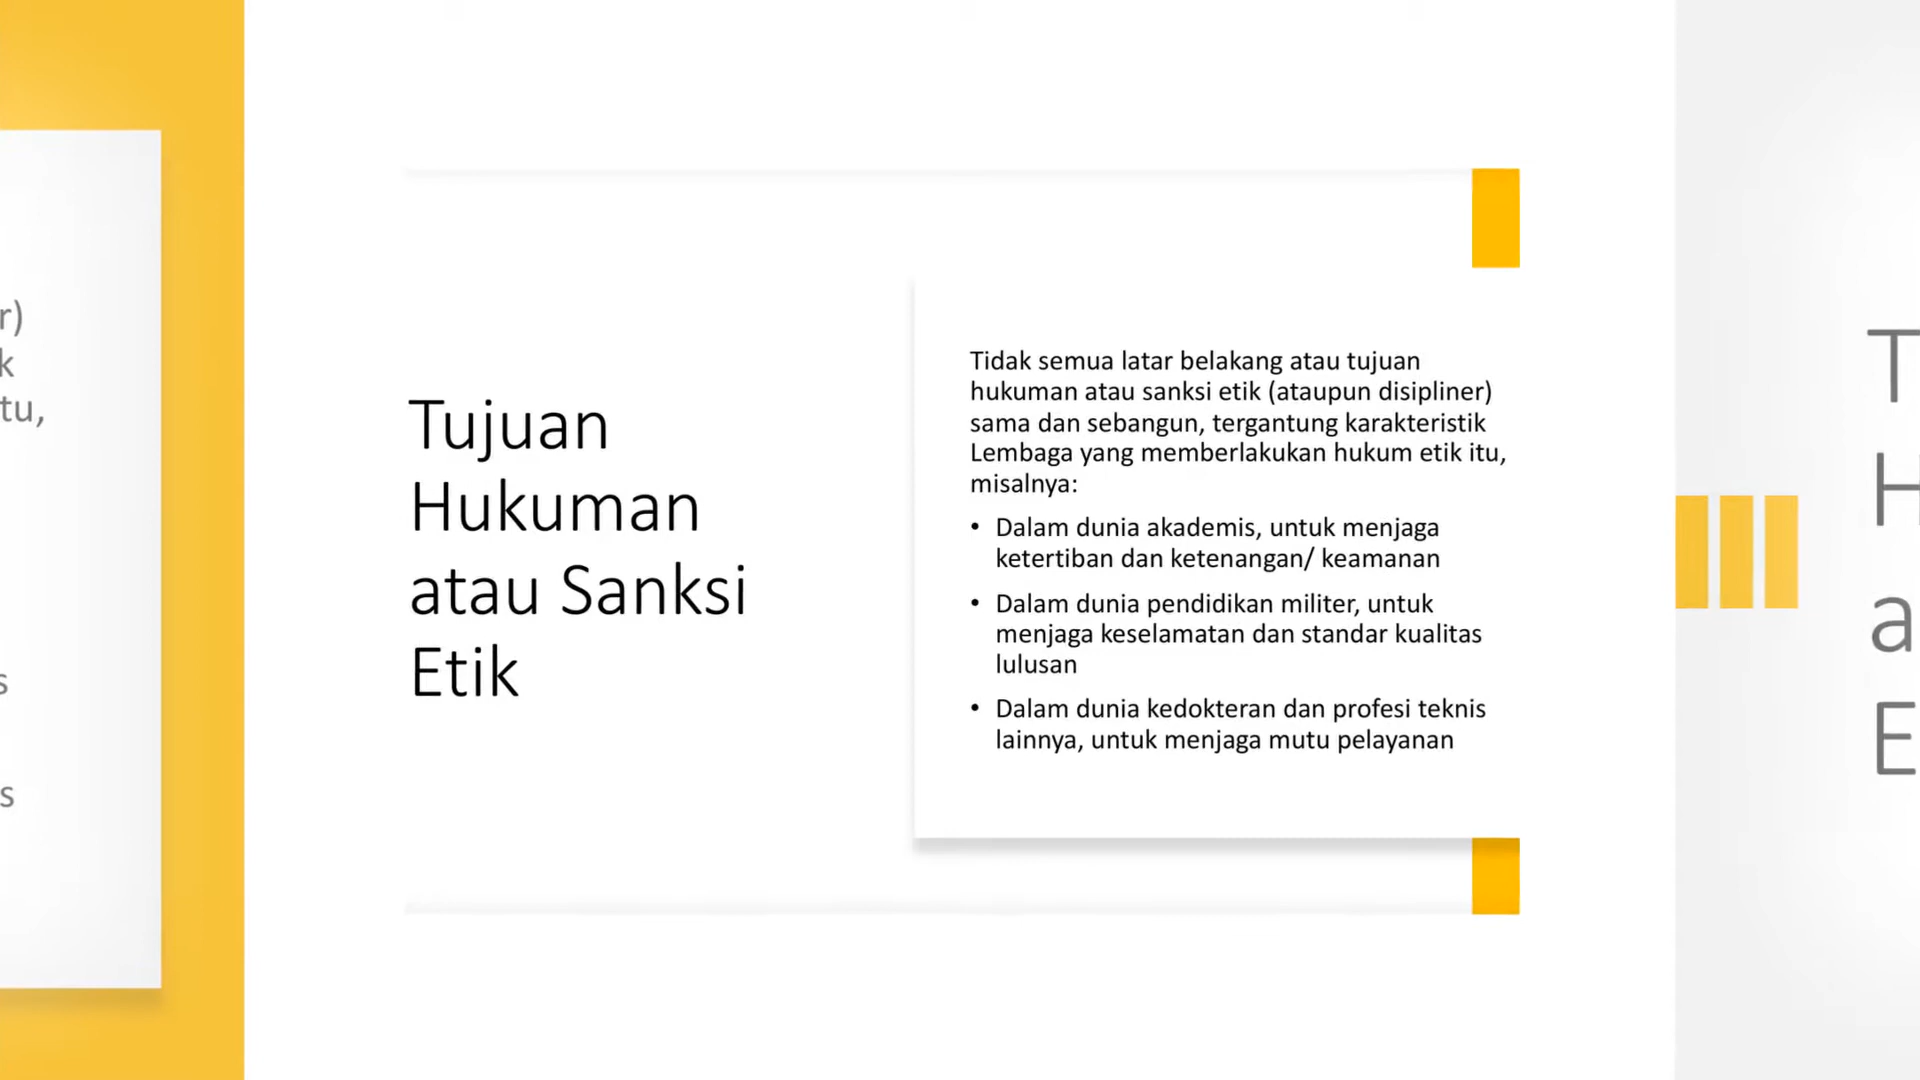 Tujuan
Hukuman
atau Sanksi
Etik
Tidak semua latar belakang atau tujuan
hukuman atau sanksi etik (ataupun disipliner)
sama dan sebangun, tergantung karakteristik
Lembaga yang memberlakukan hukum etik itu,
misalnya:
• Dalam dunia akademis, untuk menjaga
ketertiban dan ketenangan/ keamanan
• Dalam dunia pendidikan militer, untuk
menjaga keselamatan dan standar kualitas
lulusan
• Dalam dunia kedokteran dan profesi teknis
lainnya, untuk menjaga mutu pelayanan
r)
k
tu,
s
s
T
H
a
E